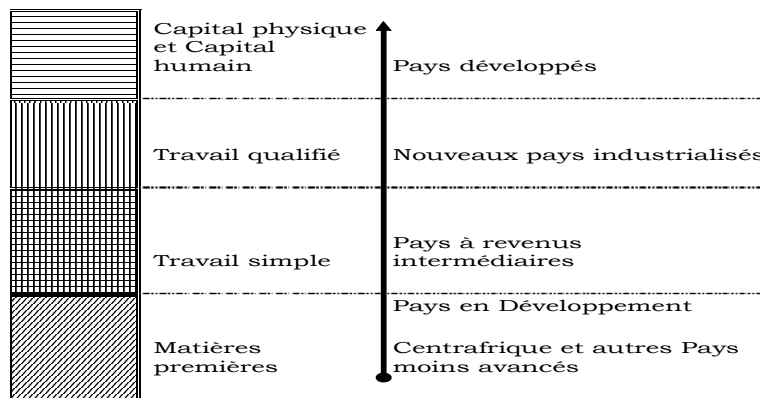 Capital physique
et Capital
humain
Pays développés
Travail qualifié
Nouveaux pays industrialisés
Travail simple
Pays à revenus
intermédiaires
Pays en Développement
Matières
premières
Centrafrique et autres Pays
moins avancés